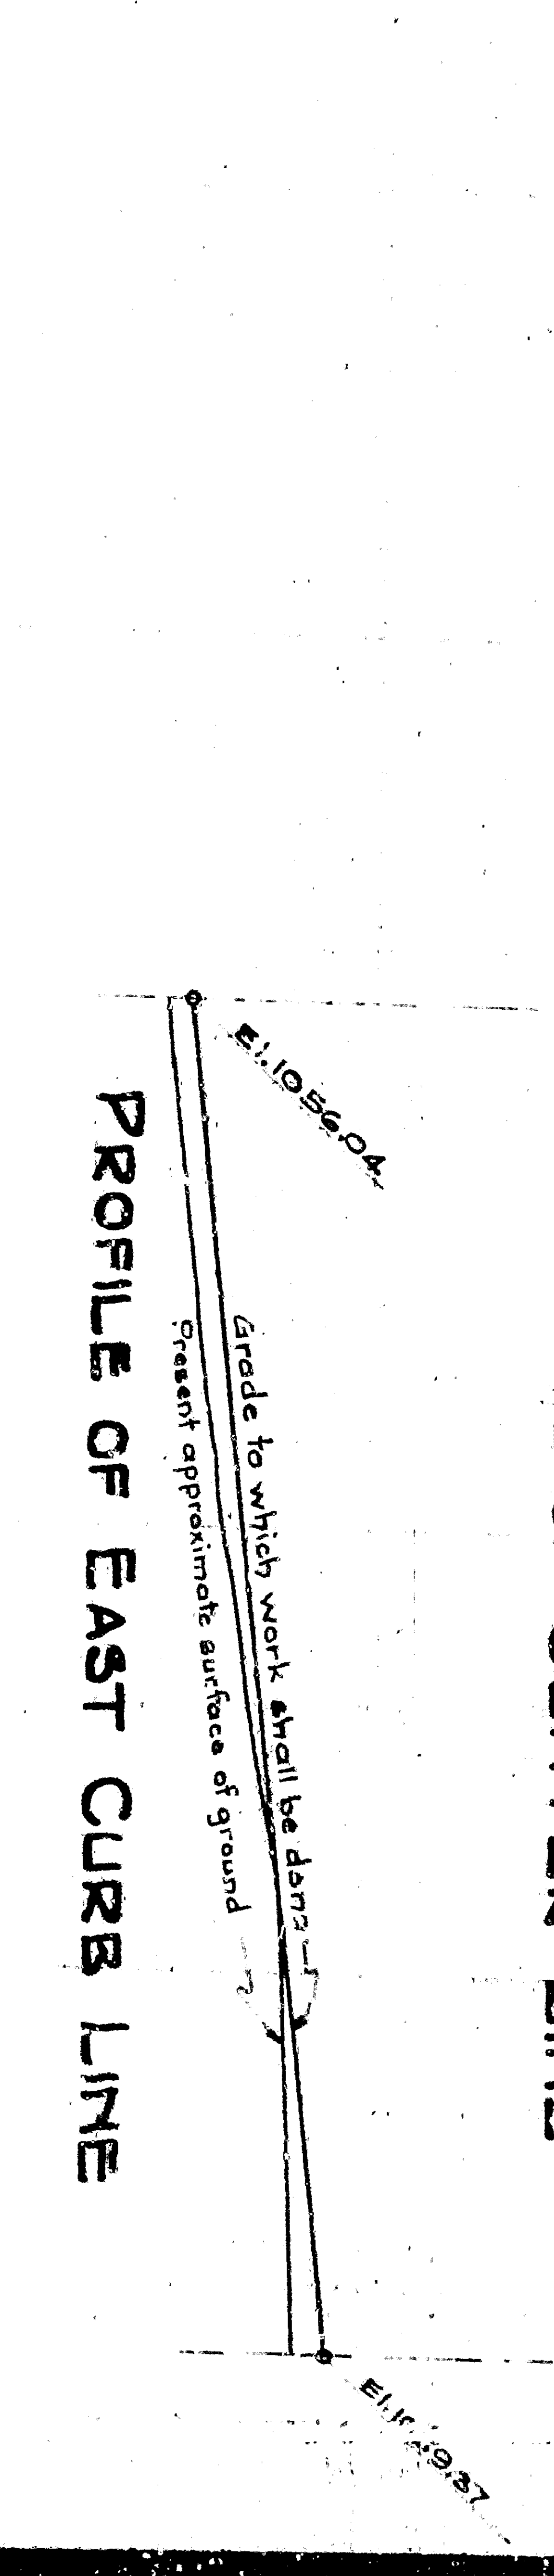 El. 1056.04
Grade to which work shall be done
Present approximate surface of ground
PROFILE OF EAST CURB LINE
El.